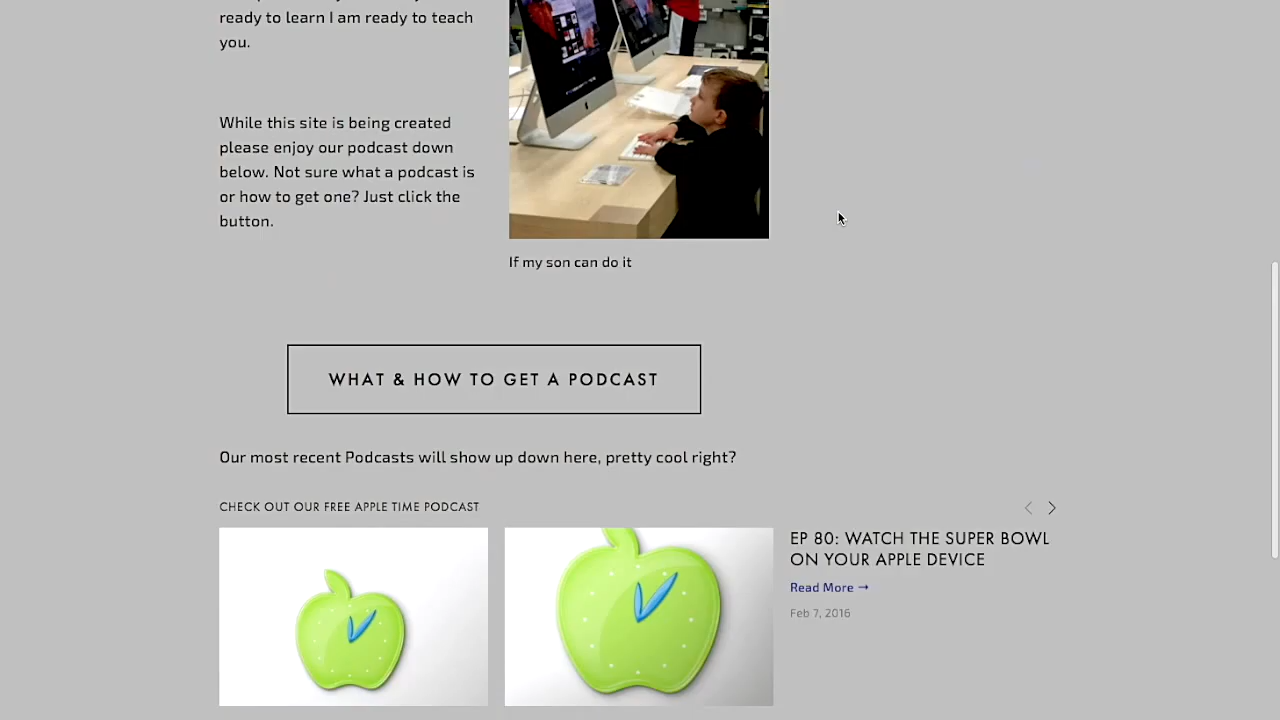 ready to learn I am ready to teach
you.
While this site is being created
please enjoy our podcast down
below. Not sure what a podcast is
or how to get one? Just click the
button.
If my son can do it
WHAT & HOW TO GET A PODCAST
Our most recent Podcasts will show up down here, pretty cool right?
CHECK OUT OUR FREE APPLE TIME PODCAST
EP 80: WATCH THE SUPER BOWL
ON YOUR APPLE DEVICE
Read More →
Feb 7, 2016